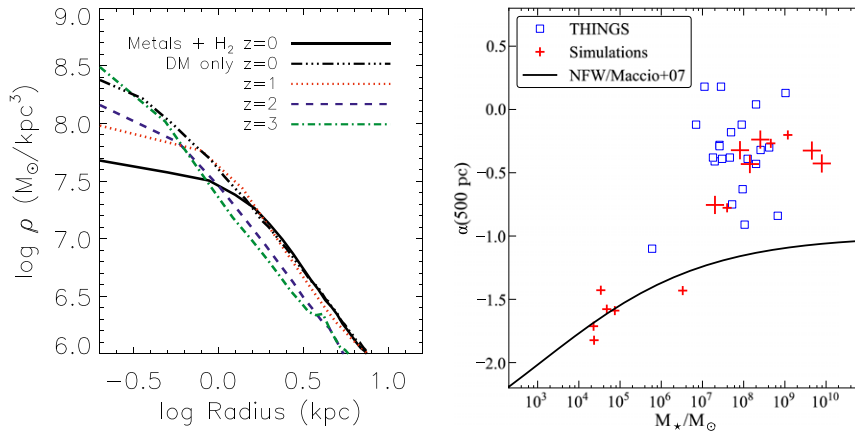 9.0
8.5
8.0
7.5
7.0
6.5
6.0
log ρ (M⊙/kpc³)
Metals + H₂ z=0
DM only z=0
z=1
z=2
z=3
−0.5 0.0 0.5 1.0
log Radius (kpc)
THINGS
Simulations
NFW/Maccio+07
0.5
0.0
−0.5
−1.0
−1.5
−2.0
α(500 pc)
10³ 10⁴ 10⁵ 10⁶ 10⁷ 10⁸ 10⁹ 10¹⁰
M⋆/M⊙